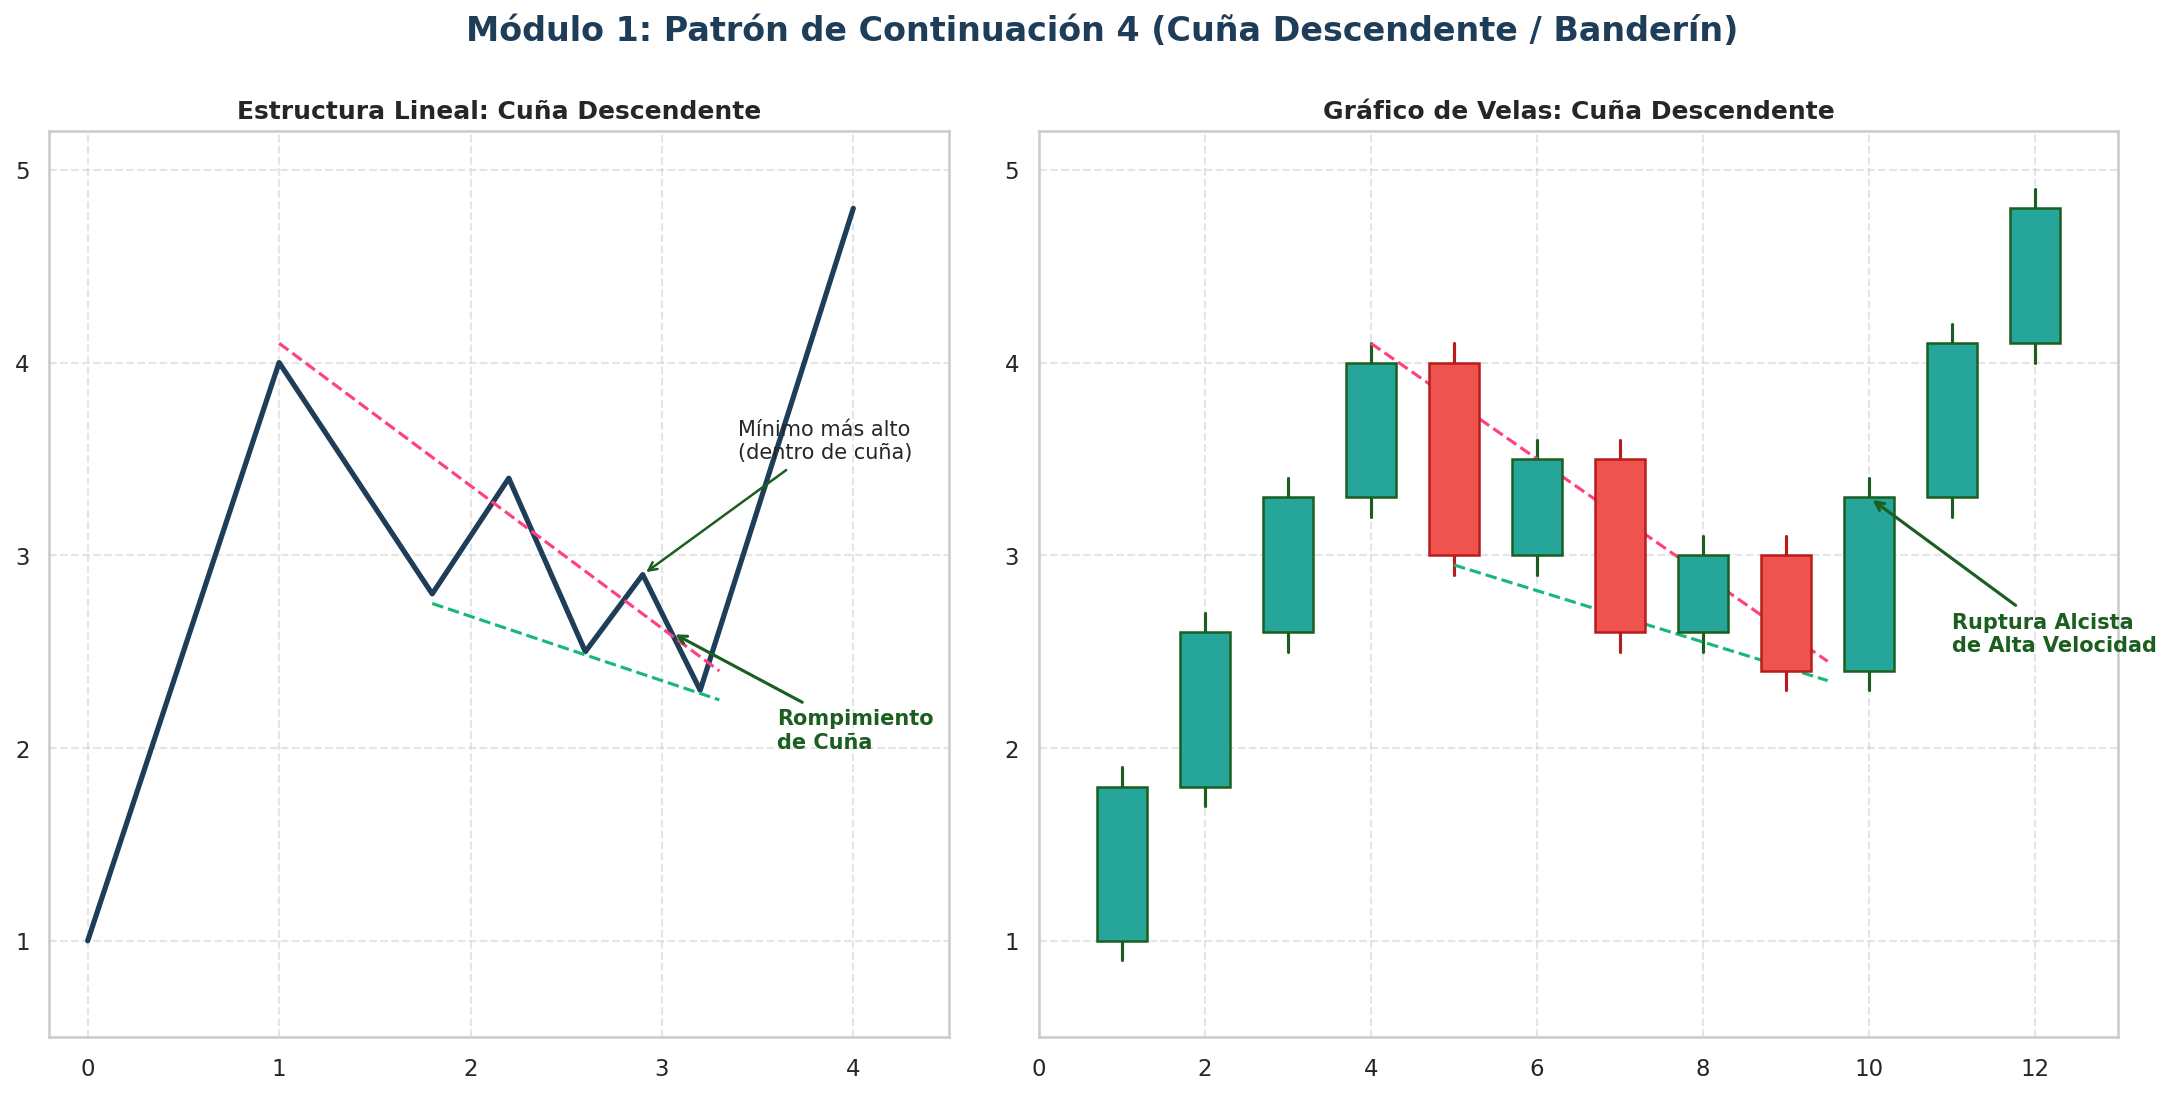 Módulo 1: Patrón de Continuación 4 (Cuña Descendente / Banderín)
Estructura Lineal: Cuña Descendente
5
4
3
2
1
0 1 2 3 4
Mínimo más alto
(dentro de cuña)
Rompimiento
de Cuña
Gráfico de Velas: Cuña Descendente
5
4
3
2
1
0 2 4 6 8 10 12
Ruptura Alcista
de Alta Velocidad